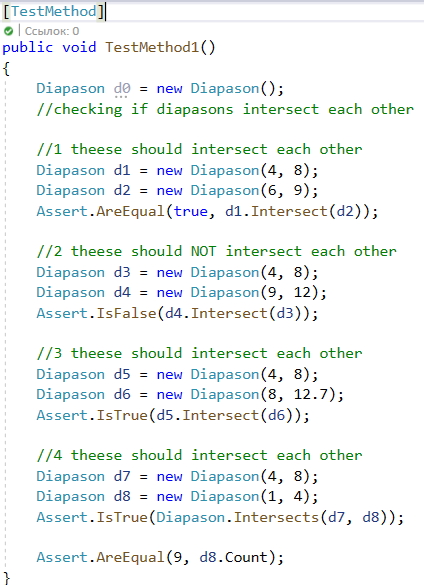 [TestMethod]
Ссылок: 0
public void TestMethod1()
{
Diapason d0 = new Diapason();
//checking if diapasons intersect each other
//1 theese should intersect each other
Diapason d1 = new Diapason(4, 8);
Diapason d2 = new Diapason(6, 9);
Assert.AreEqual(true, d1.Intersect(d2));
//2 theese should NOT intersect each other
Diapason d3 = new Diapason(4, 8);
Diapason d4 = new Diapason(9, 12);
Assert.IsFalse(d4.Intersect(d3));
//3 theese should intersect each other
Diapason d5 = new Diapason(4, 8);
Diapason d6 = new Diapason(8, 12.7);
Assert.IsTrue(d5.Intersect(d6));
//4 theese should intersect each other
Diapason d7 = new Diapason(4, 8);
Diapason d8 = new Diapason(1, 4);
Assert.IsTrue(Diapason.Intersects(d7, d8));
Assert.AreEqual(9, d8.Count);
}